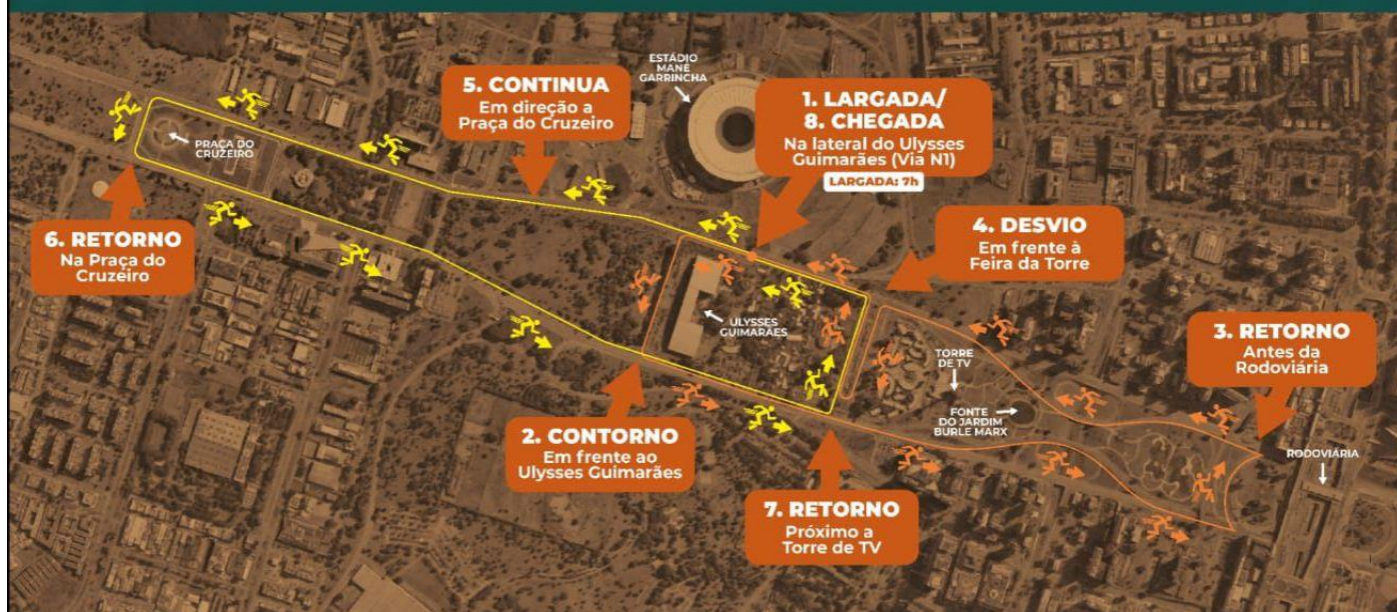 ESTÁDIO
MANÉ
GARRINCHA
5. CONTINUA
Em direção a
Praça do Cruzeiro
1. LARGADA/
8. CHEGADA
Na lateral do Ulysses
Guimarães (Via N1)
LARGADA: 7h
PRAÇA DO
CRUZEIRO
6. RETORNO
Na Praça do
Cruzeiro
4. DESVIO
Em frente à
Feira da Torre
ULYSSES
GUIMARÃES
3. RETORNO
Antes da
Rodoviária
TORRE
DE TV
FONTE
DO JARDIM
BURLE MARX
2. CONTORNO
Em frente ao
Ulysses Guimarães
RODOVIÁRIA
7. RETORNO
Próximo a
Torre de TV